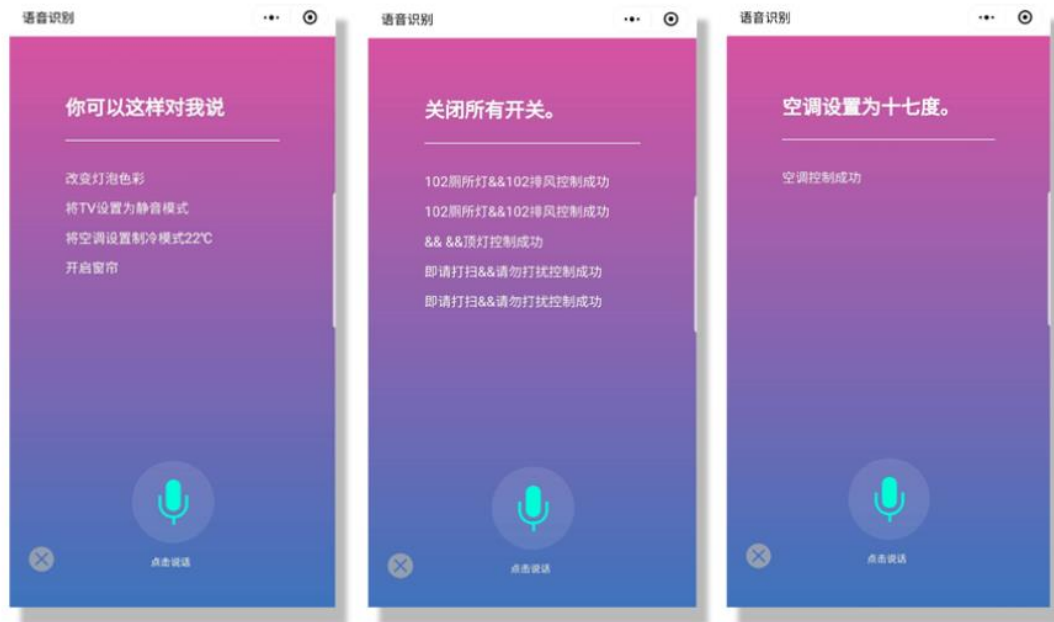 语音识别
你可以这样对我说
改变灯泡色彩
将TV设置为静音模式
将空调设置制冷模式22℃
开启窗帘
点击说话
语音识别
关闭所有开关。
102厕所灯&&102排风控制成功
102厕所灯&&102排风控制成功
&& &&顶灯控制成功
即请打扫&&请勿打扰控制成功
即请打扫&&请勿打扰控制成功
点击说话
语音识别
空调设置为十七度。
空调控制成功
点击说话